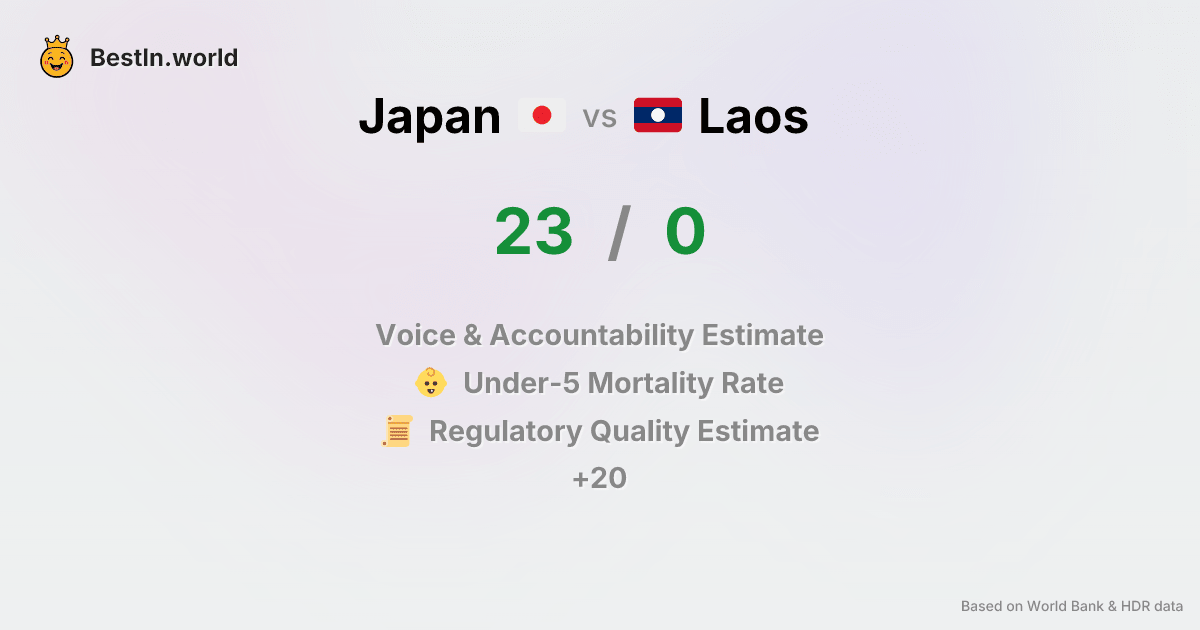 BestIn.world
Japan vs Laos
23 / 0
Voice & Accountability Estimate
Under-5 Mortality Rate
Regulatory Quality Estimate
+20
Based on World Bank & HDR data